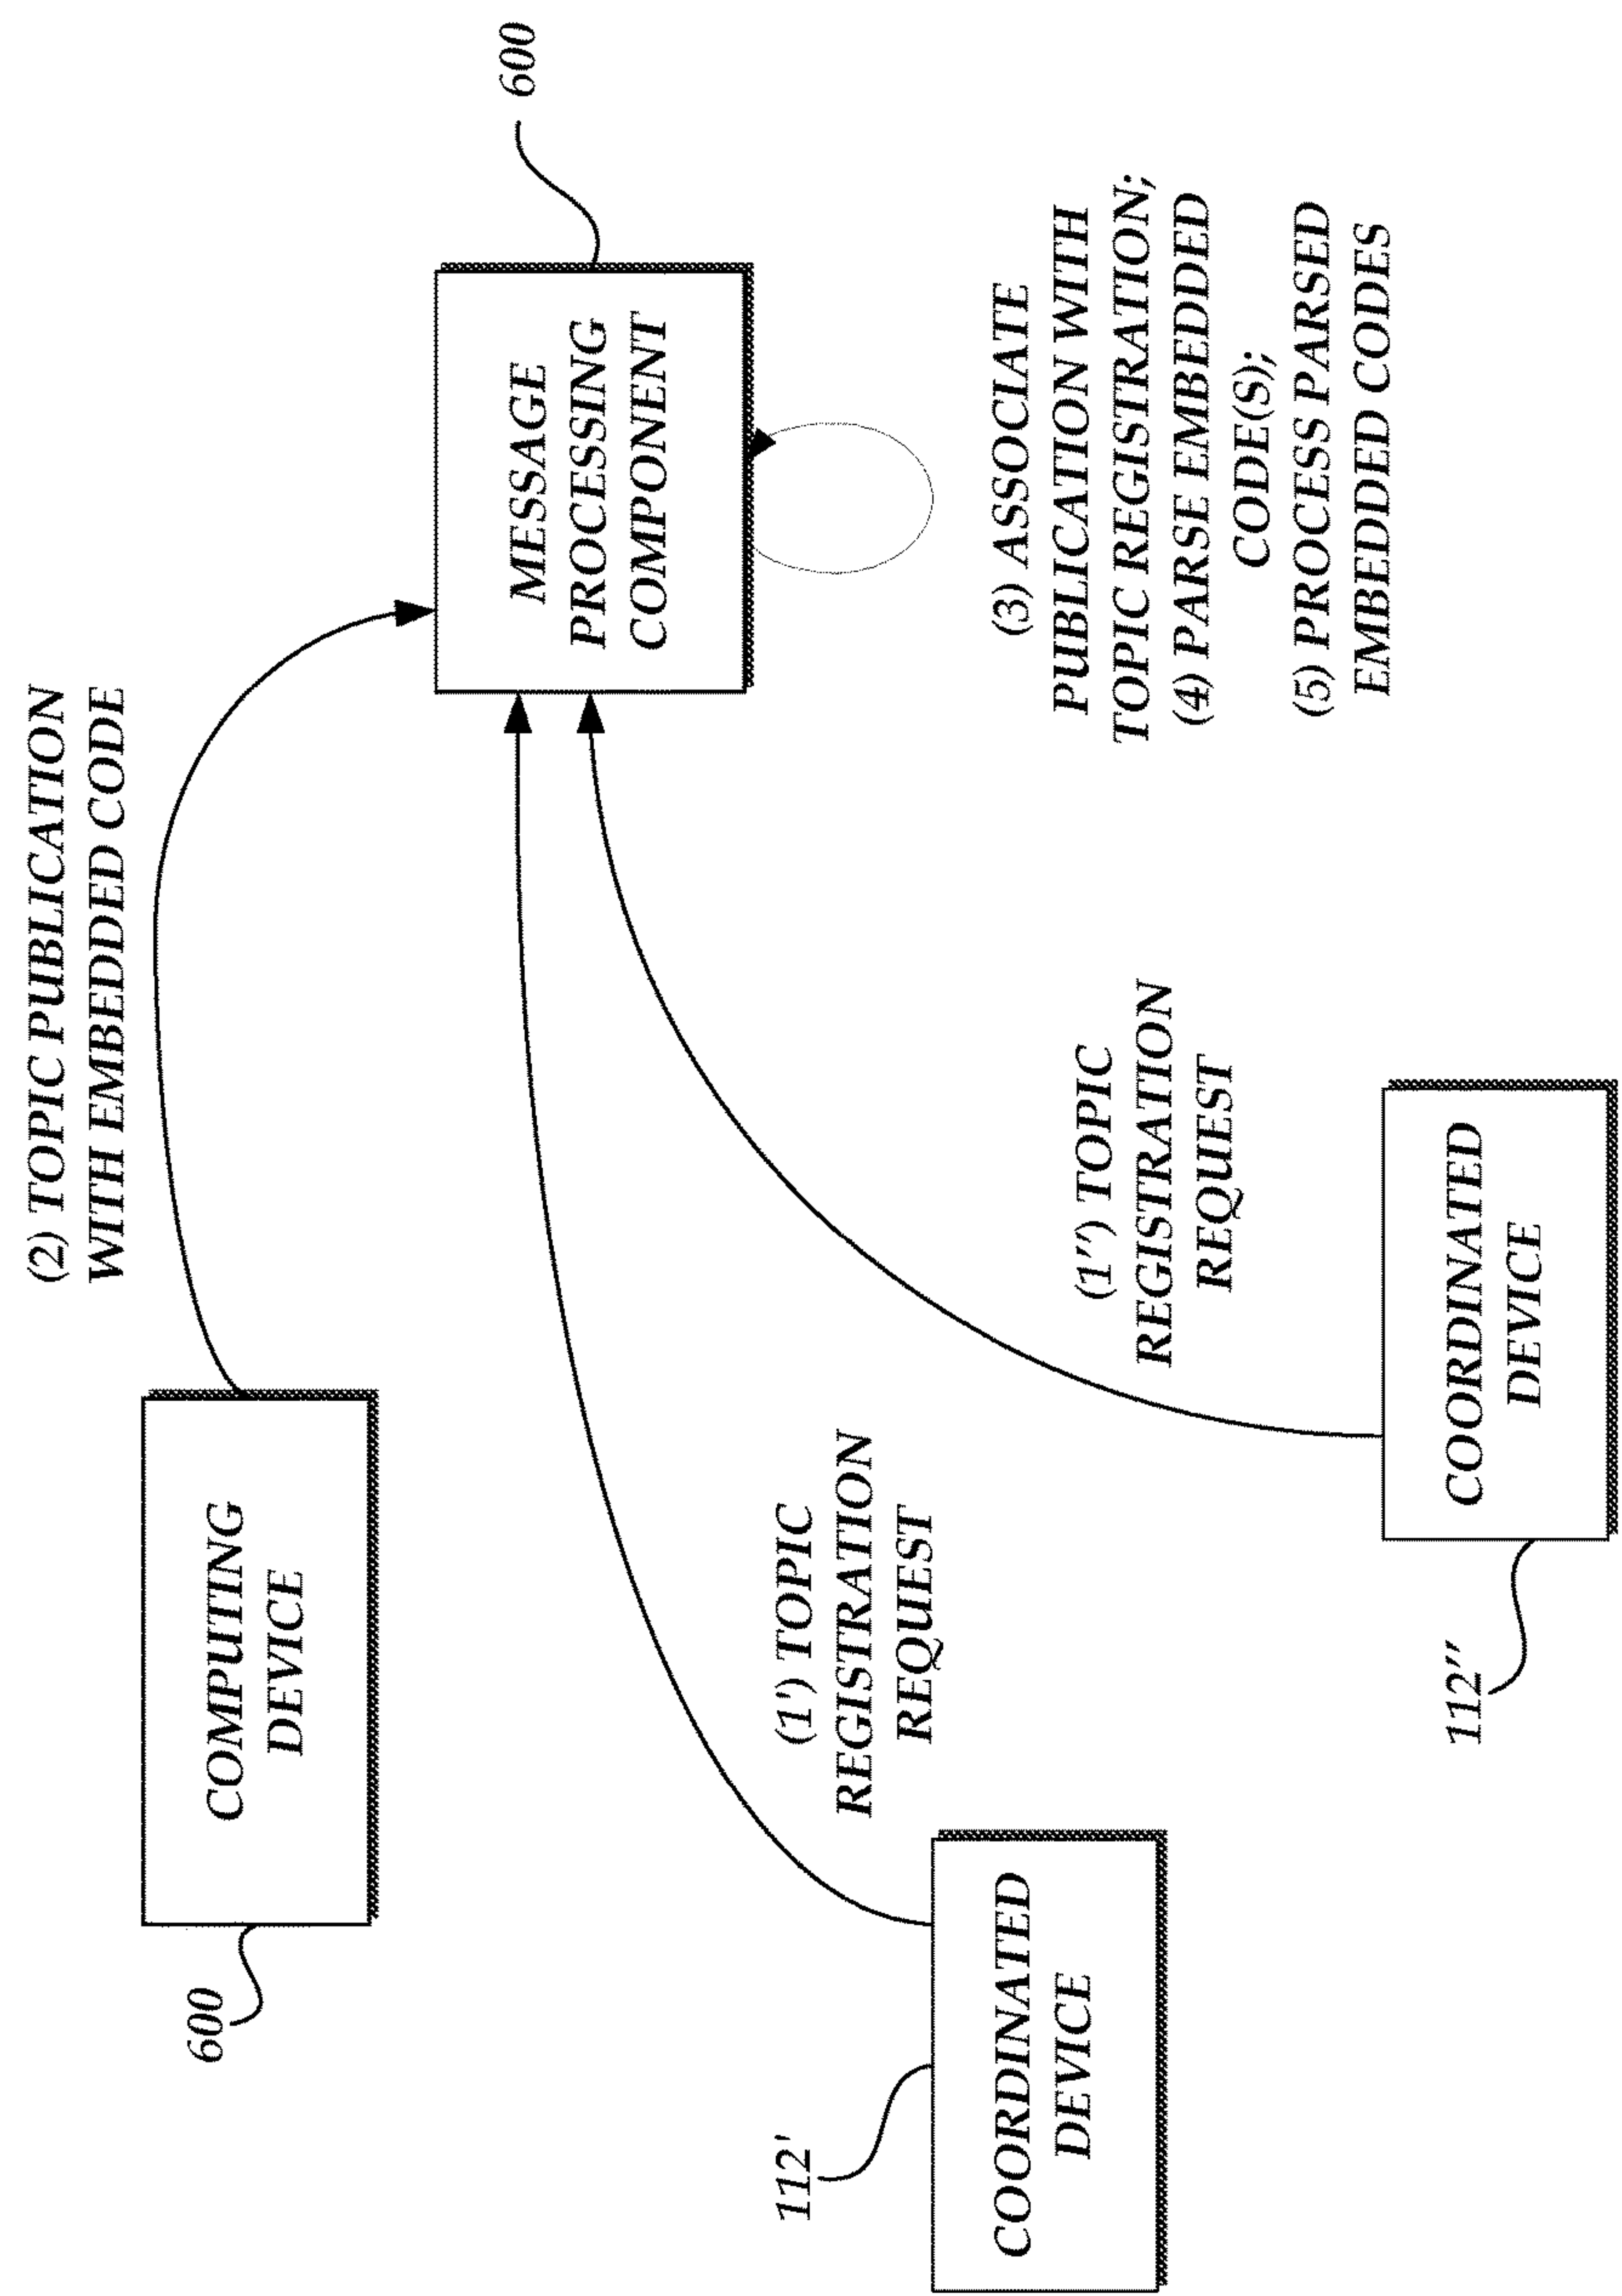 (2) TOPIC PUBLICATION
WITH EMBEDDED CODE
600
COMPUTING
DEVICE
MESSAGE
PROCESSING
COMPONENT
600
112'
COORDINATED
DEVICE
(1') TOPIC
REGISTRATION
REQUEST
(1'') TOPIC
REGISTRATION
REQUEST
(3) ASSOCIATE
PUBLICATION WITH
TOPIC REGISTRATION;
(4) PARSE EMBEDDED
CODE(S);
(5) PROCESS PARSED
EMBEDDED CODES
112''
COORDINATED
DEVICE